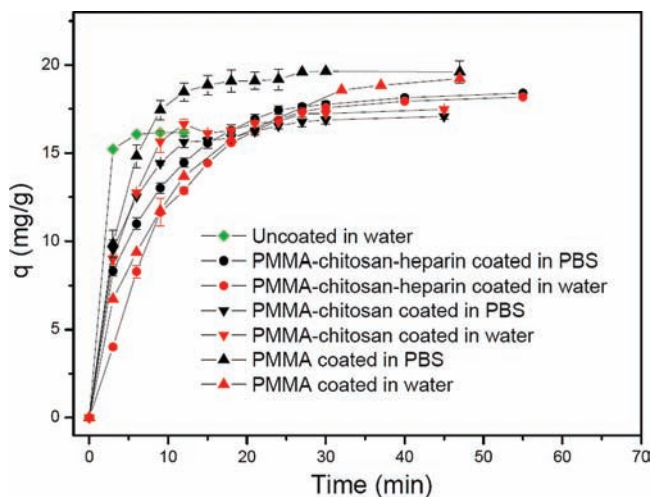 20
15
10
5
0
q (mg/g)
Uncoated in water
PMMA-chitosan-heparin coated in PBS
PMMA-chitosan-heparin coated in water
PMMA-chitosan coated in PBS
PMMA-chitosan coated in water
PMMA coated in PBS
PMMA coated in water
0 10 20 30 40 50 60 70
Time (min)